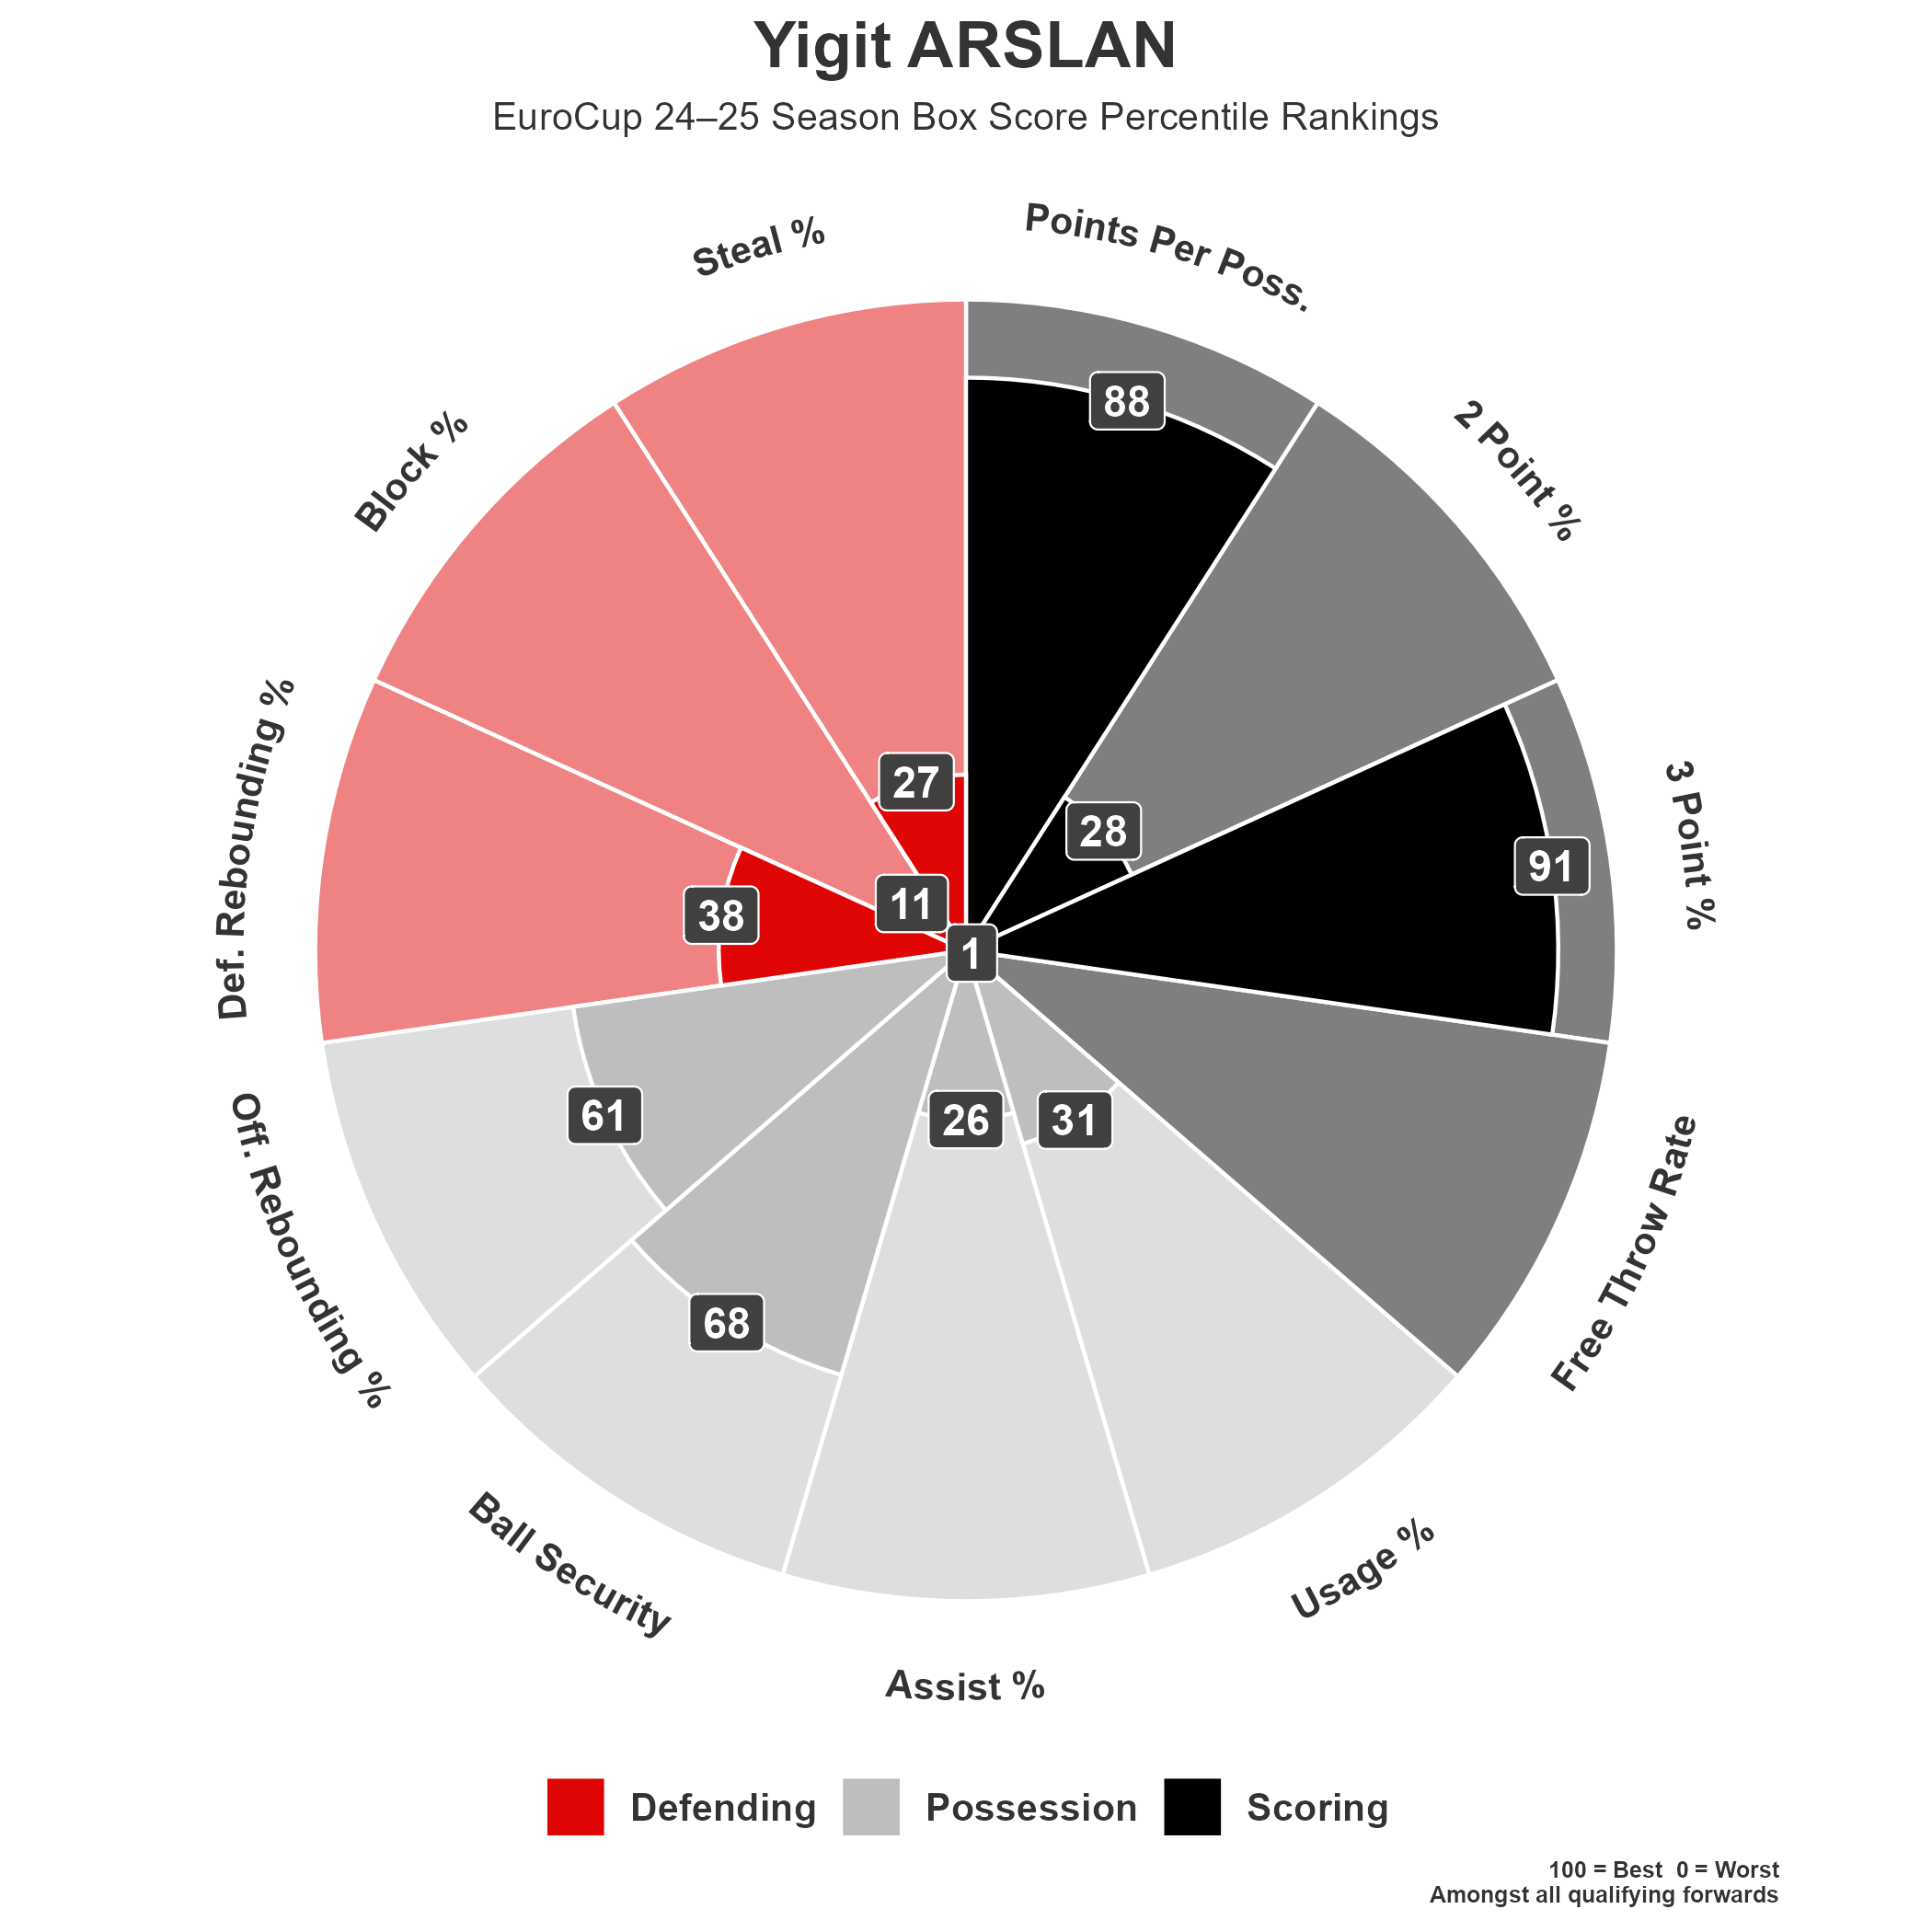 Yigit ARSLAN
EuroCup 24–25 Season Box Score Percentile Rankings
Steal %
Points Per Poss.
Block %
2 Point %
Def. Rebounding %
3 Point %
Off. Rebounding %
Free Throw Rate
Ball Security
Usage %
Assist %
88
27
28
91
11
38
1
61
26
31
68
Defending
Possession
Scoring
100 = Best  0 = Worst
Amongst all qualifying forwards